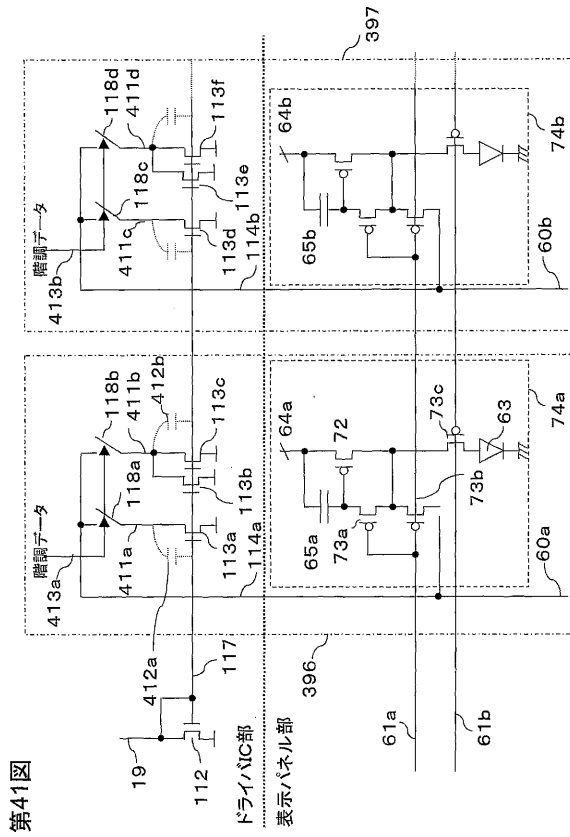 第41図
19
112
117
ドライバIC部
表示パネル部
396
397
階調データ
413a
118a
118b
411a
411b
412a
412b
113a
113b
113c
114a
階調データ
413b
118c
118d
411c
411d
113d
113e
113f
114b
61a
61b
64a
72
65a
73a
73b
73c
63
74a
60a
64b
65b
74b
60b